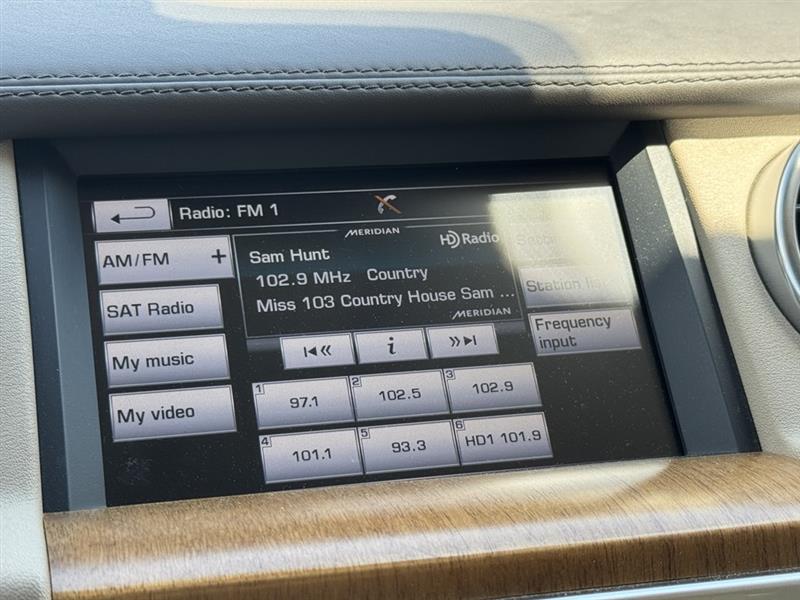 Radio: FM 1
AM/FM +
SAT Radio
My music
My video
MERIDIAN
HD Radio
Sam Hunt
102.9 MHz Country
Miss 103 Country House Sam ...
MERIDIAN
Station list
Frequency
input
i
1 97.1
2 102.5
3 102.9
4 101.1
5 93.3
6 HD1 101.9